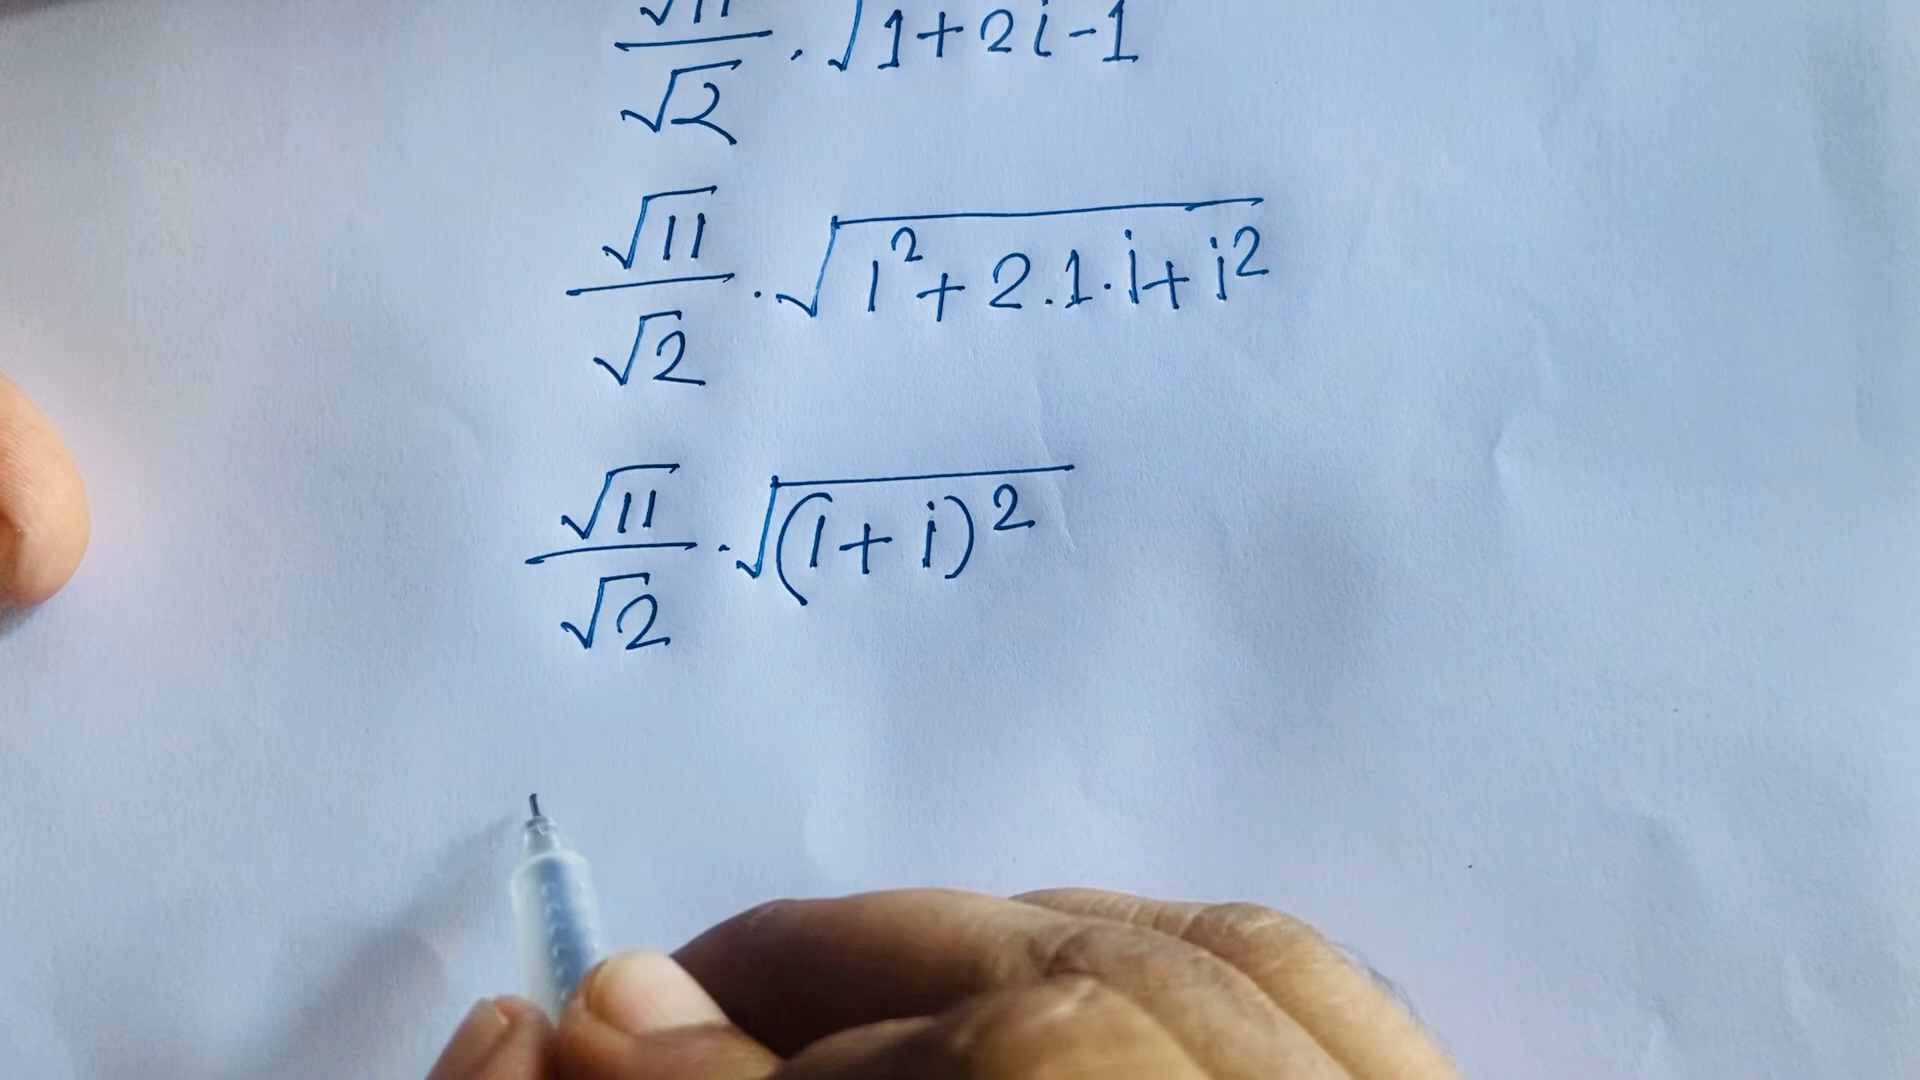 √11/√2 . √1+2i-1
√11/√2 . √1²+2.1.i+i²
√11/√2 . √(1+i)²